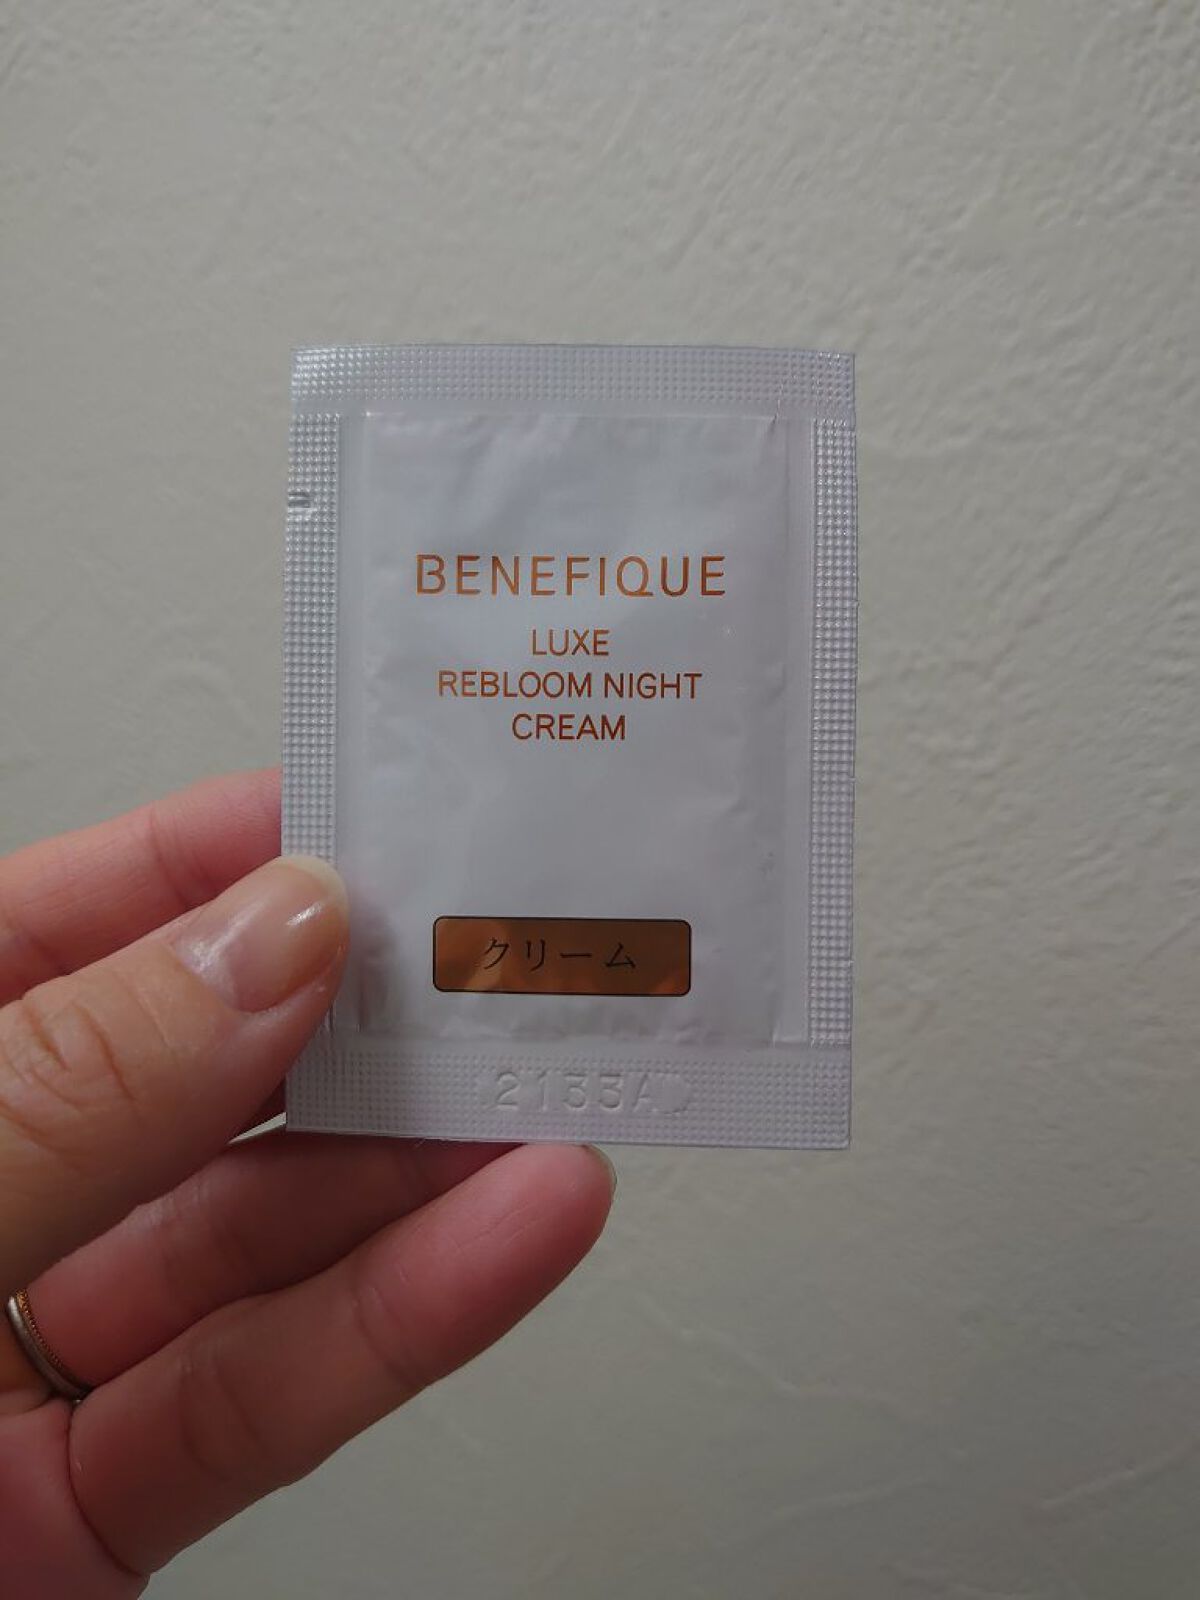 BENEFIQUE
LUXE
REBLOOM NIGHT
CREAM
クリーム
2133A